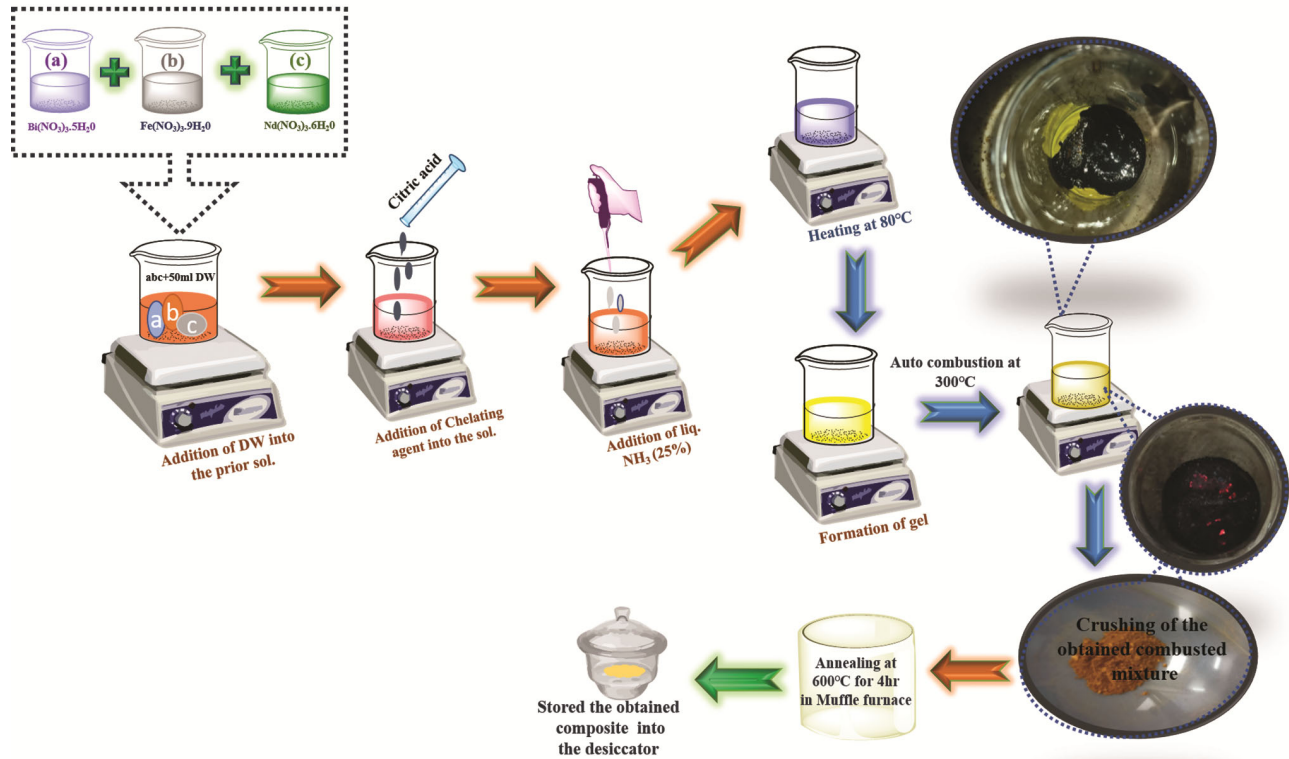 (a)
(b)
(c)
Bi(NO₃)₃.5H₂0
Fe(NO₃)₃.9H₂0
Nd(NO₃)₃.6H₂0
abc+50ml DW
a
b
c
Addition of DW into
the prior sol.
Citric acid
Addition of Chelating
agent into the sol.
Addition of liq.
NH₃ (25%)
Heating at 80℃
Formation of gel
Auto combustion at
300℃
Crushing of the
obtained combusted
mixture
Annealing at
600℃ for 4hr
in Muffle furnace
Stored the obtained
composite into
the desiccator